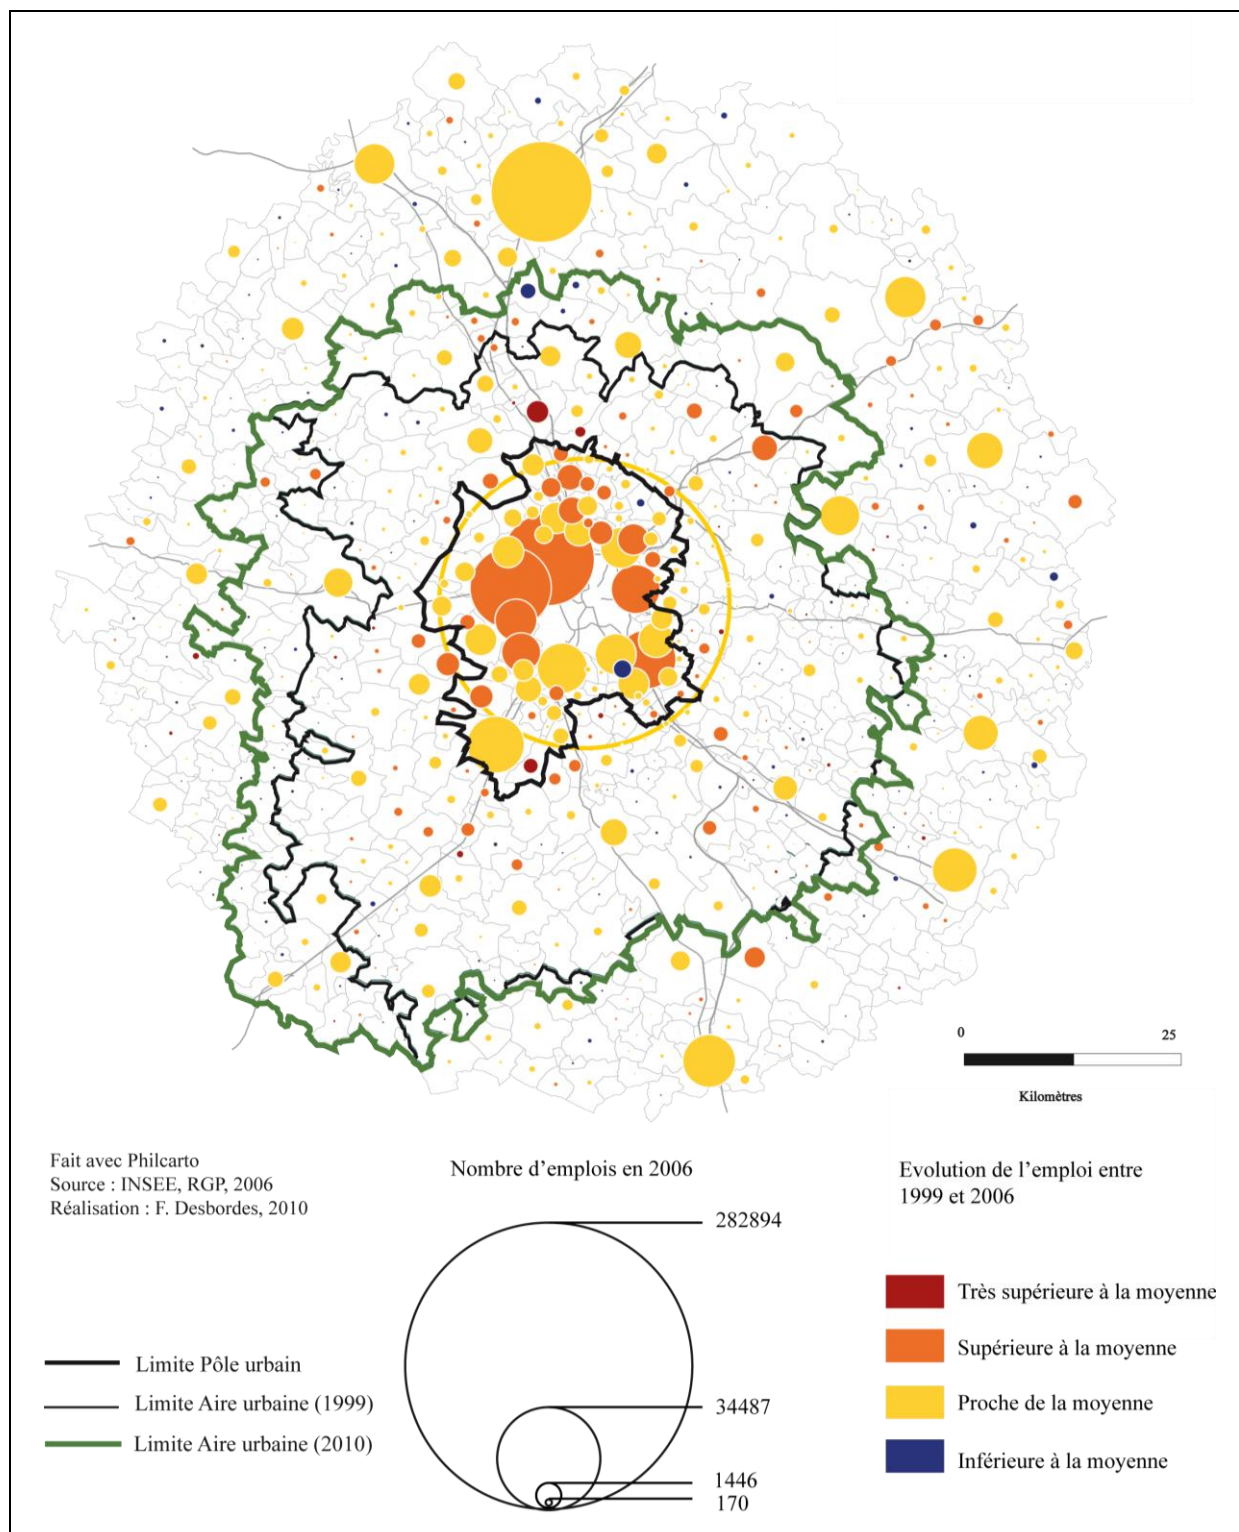 0
25
Kilomètres
Fait avec Philcarto
Source : INSEE, RGP, 2006
Réalisation : F. Desbordes, 2010
Nombre d'emplois en 2006
282894
34487
1446
170
Limite Pôle urbain
Limite Aire urbaine (1999)
Limite Aire urbaine (2010)
Evolution de l'emploi entre
1999 et 2006
Très supérieure à la moyenne
Supérieure à la moyenne
Proche de la moyenne
Inférieure à la moyenne